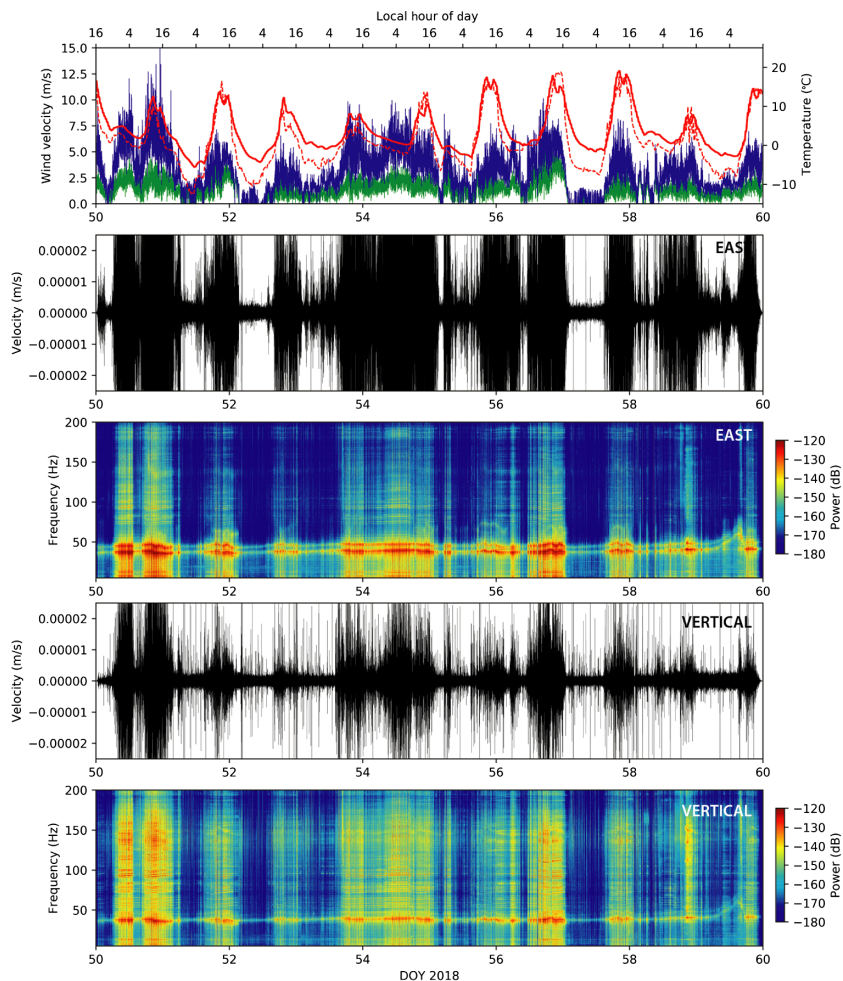 Local hour of day
16 4 16 4 16 4 16 4 16 4 16 4 16 4 16 4 16 4 16 4
15.0
12.5
10.0
7.5
5.0
2.5
0.0
Wind velocity (m/s)
20
10
0
−10
Temperature (°C)
50 52 54 56 58 60
EAST
0.00002
0.00001
0.00000
−0.00001
−0.00002
Velocity (m/s)
50 52 54 56 58 60
EAST
200
150
100
50
Frequency (Hz)
−120
−130
−140
−150
−160
−170
−180
Power (dB)
50 52 54 56 58 60
VERTICAL
0.00002
0.00001
0.00000
−0.00001
−0.00002
Velocity (m/s)
50 52 54 56 58 60
VERTICAL
200
150
100
50
Frequency (Hz)
−120
−130
−140
−150
−160
−170
−180
Power (dB)
50 52 54 56 58 60
DOY 2018